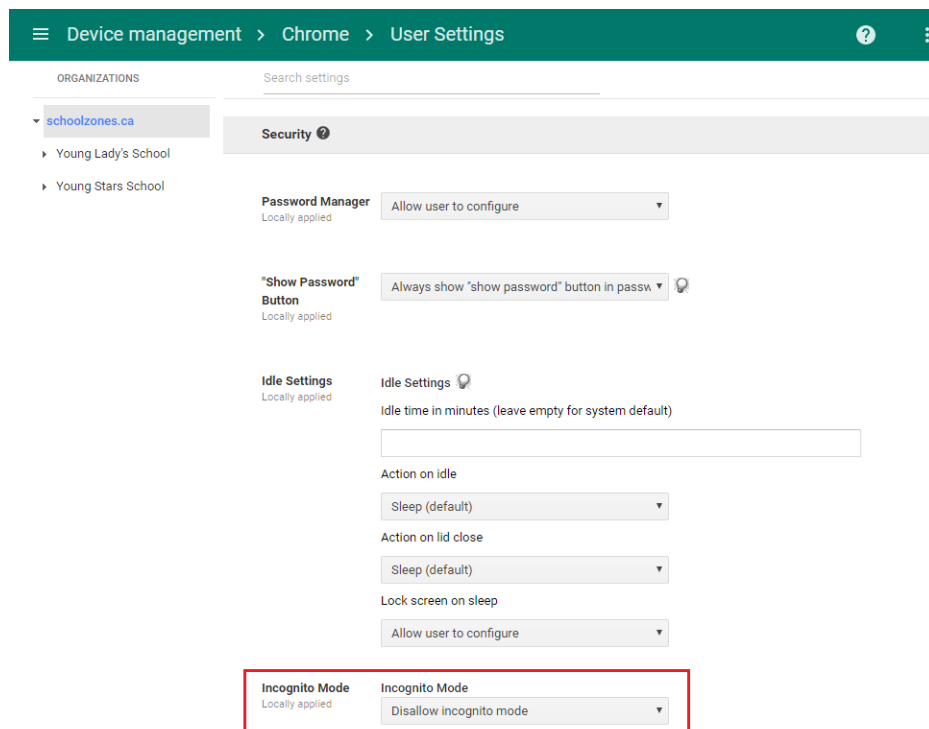 Device management > Chrome > User Settings
ORGANIZATIONS
Search settings
schoolzones.ca
Young Lady's School
Young Stars School
Security
Password Manager
Locally applied
Allow user to configure
"Show Password"
Button
Locally applied
Always show "show password" button in passw
Idle Settings
Locally applied
Idle Settings
Idle time in minutes (leave empty for system default)
Action on idle
Sleep (default)
Action on lid close
Sleep (default)
Lock screen on sleep
Allow user to configure
Incognito Mode
Locally applied
Incognito Mode
Disallow incognito mode